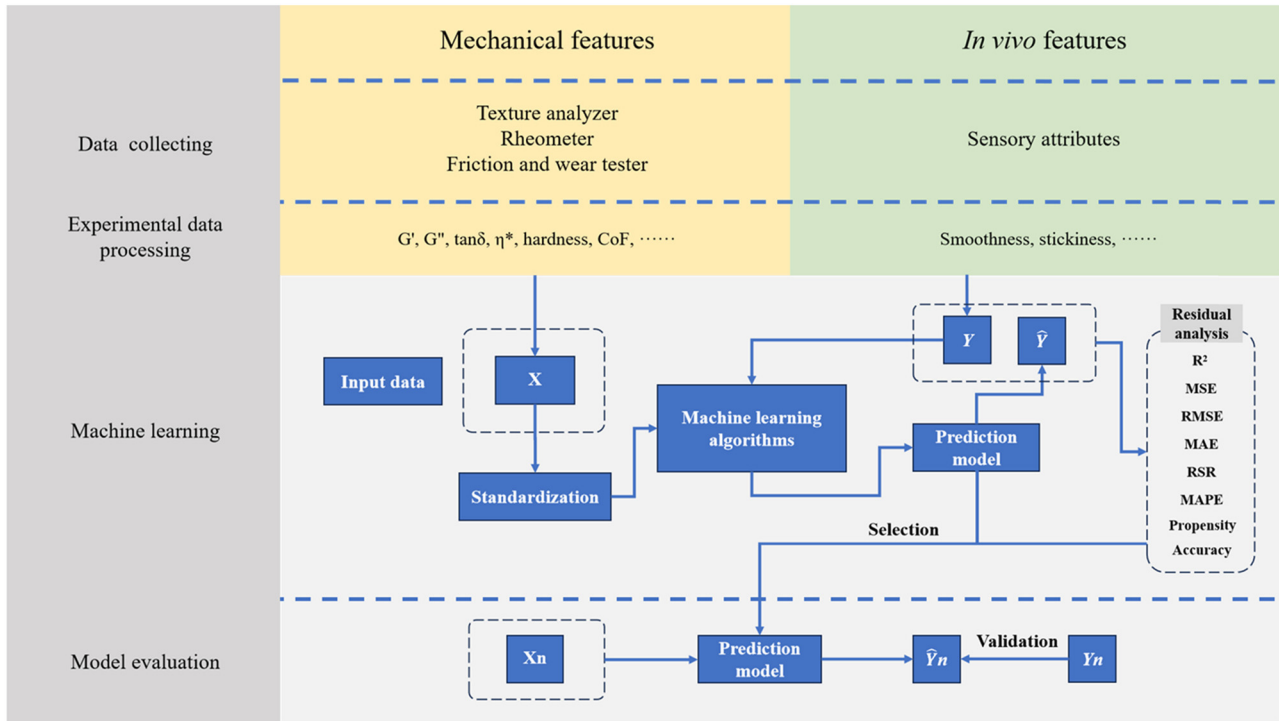 Mechanical features
In vivo features
Data collecting
Texture analyzer
Rheometer
Friction and wear tester
Sensory attributes
Experimental data
processing
G', G", tanδ, η*, hardness, CoF, ······
Smoothness, stickiness, ······
Machine learning
Input data
X
Standardization
Machine learning
algorithms
Y
Ŷ
Prediction
model
Residual
analysis
R²
MSE
RMSE
MAE
RSR
MAPE
Propensity
Accuracy
Selection
Model evaluation
Xn
Prediction
model
Ŷn
Validation
Yn